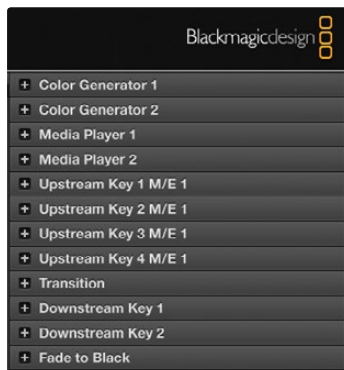 Blackmagicdesign
Color Generator 1
Color Generator 2
Media Player 1
Media Player 2
Upstream Key 1 M/E 1
Upstream Key 2 M/E 1
Upstream Key 3 M/E 1
Upstream Key 4 M/E 1
Transition
Downstream Key 1
Downstream Key 2
Fade to Black